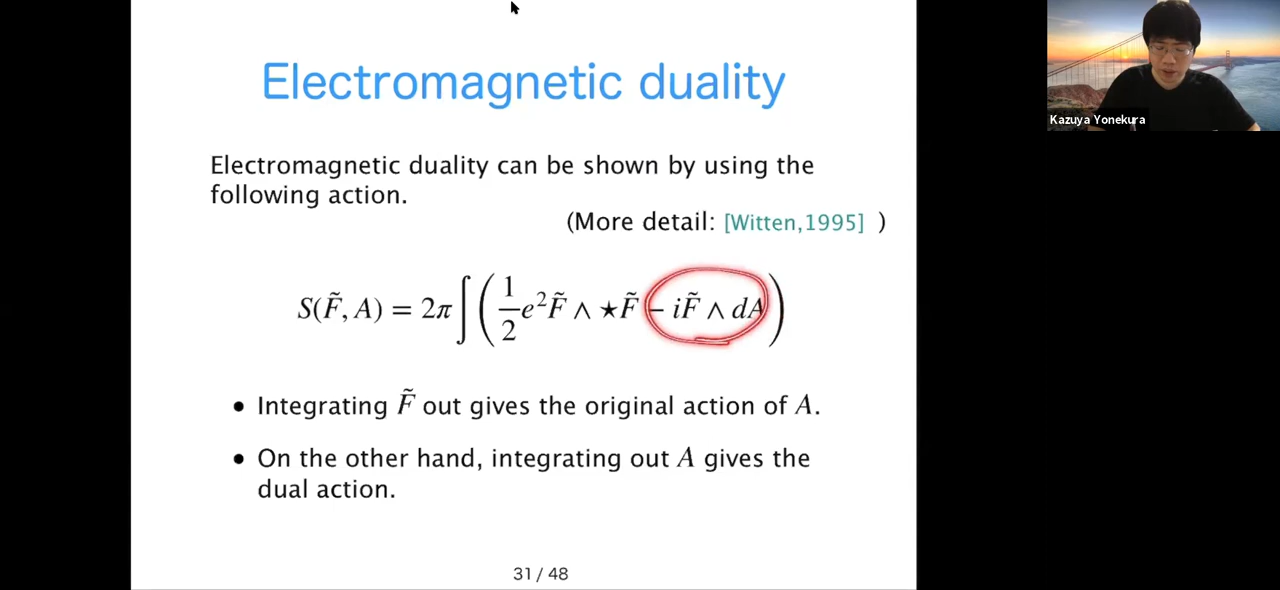 Electromagnetic duality
Electromagnetic duality can be shown by using the
following action.
(More detail: [Witten,1995] )
S(F̃, A) = 2π ∫ ( 1/2 e² F̃ ∧ ⋆ F̃ − i F̃ ∧ dA )
• Integrating F̃ out gives the original action of A.
• On the other hand, integrating out A gives the
dual action.
31 / 48
Kazuya Yonekura